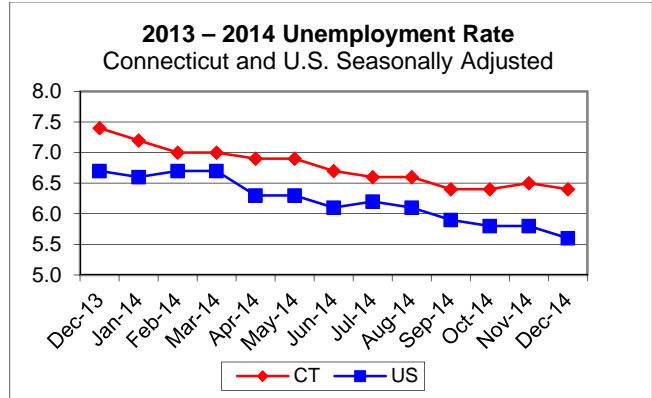 2013 – 2014 Unemployment Rate
Connecticut and U.S. Seasonally Adjusted
8.0
7.5
7.0
6.5
6.0
5.5
5.0
Dec-13 Jan-14 Feb-14 Mar-14 Apr-14 May-14 Jun-14 Jul-14 Aug-14 Sep-14 Oct-14 Nov-14 Dec-14
CT US